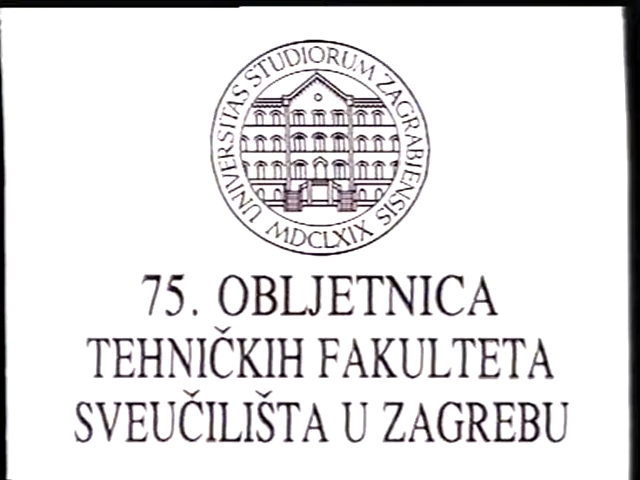 UNIVERSITAS STUDIORUM ZAGRABIENSIS
MDCLXIX
75. OBLJETNICA
TEHNIČKIH FAKULTETA
SVEUČILIŠTA U ZAGREBU